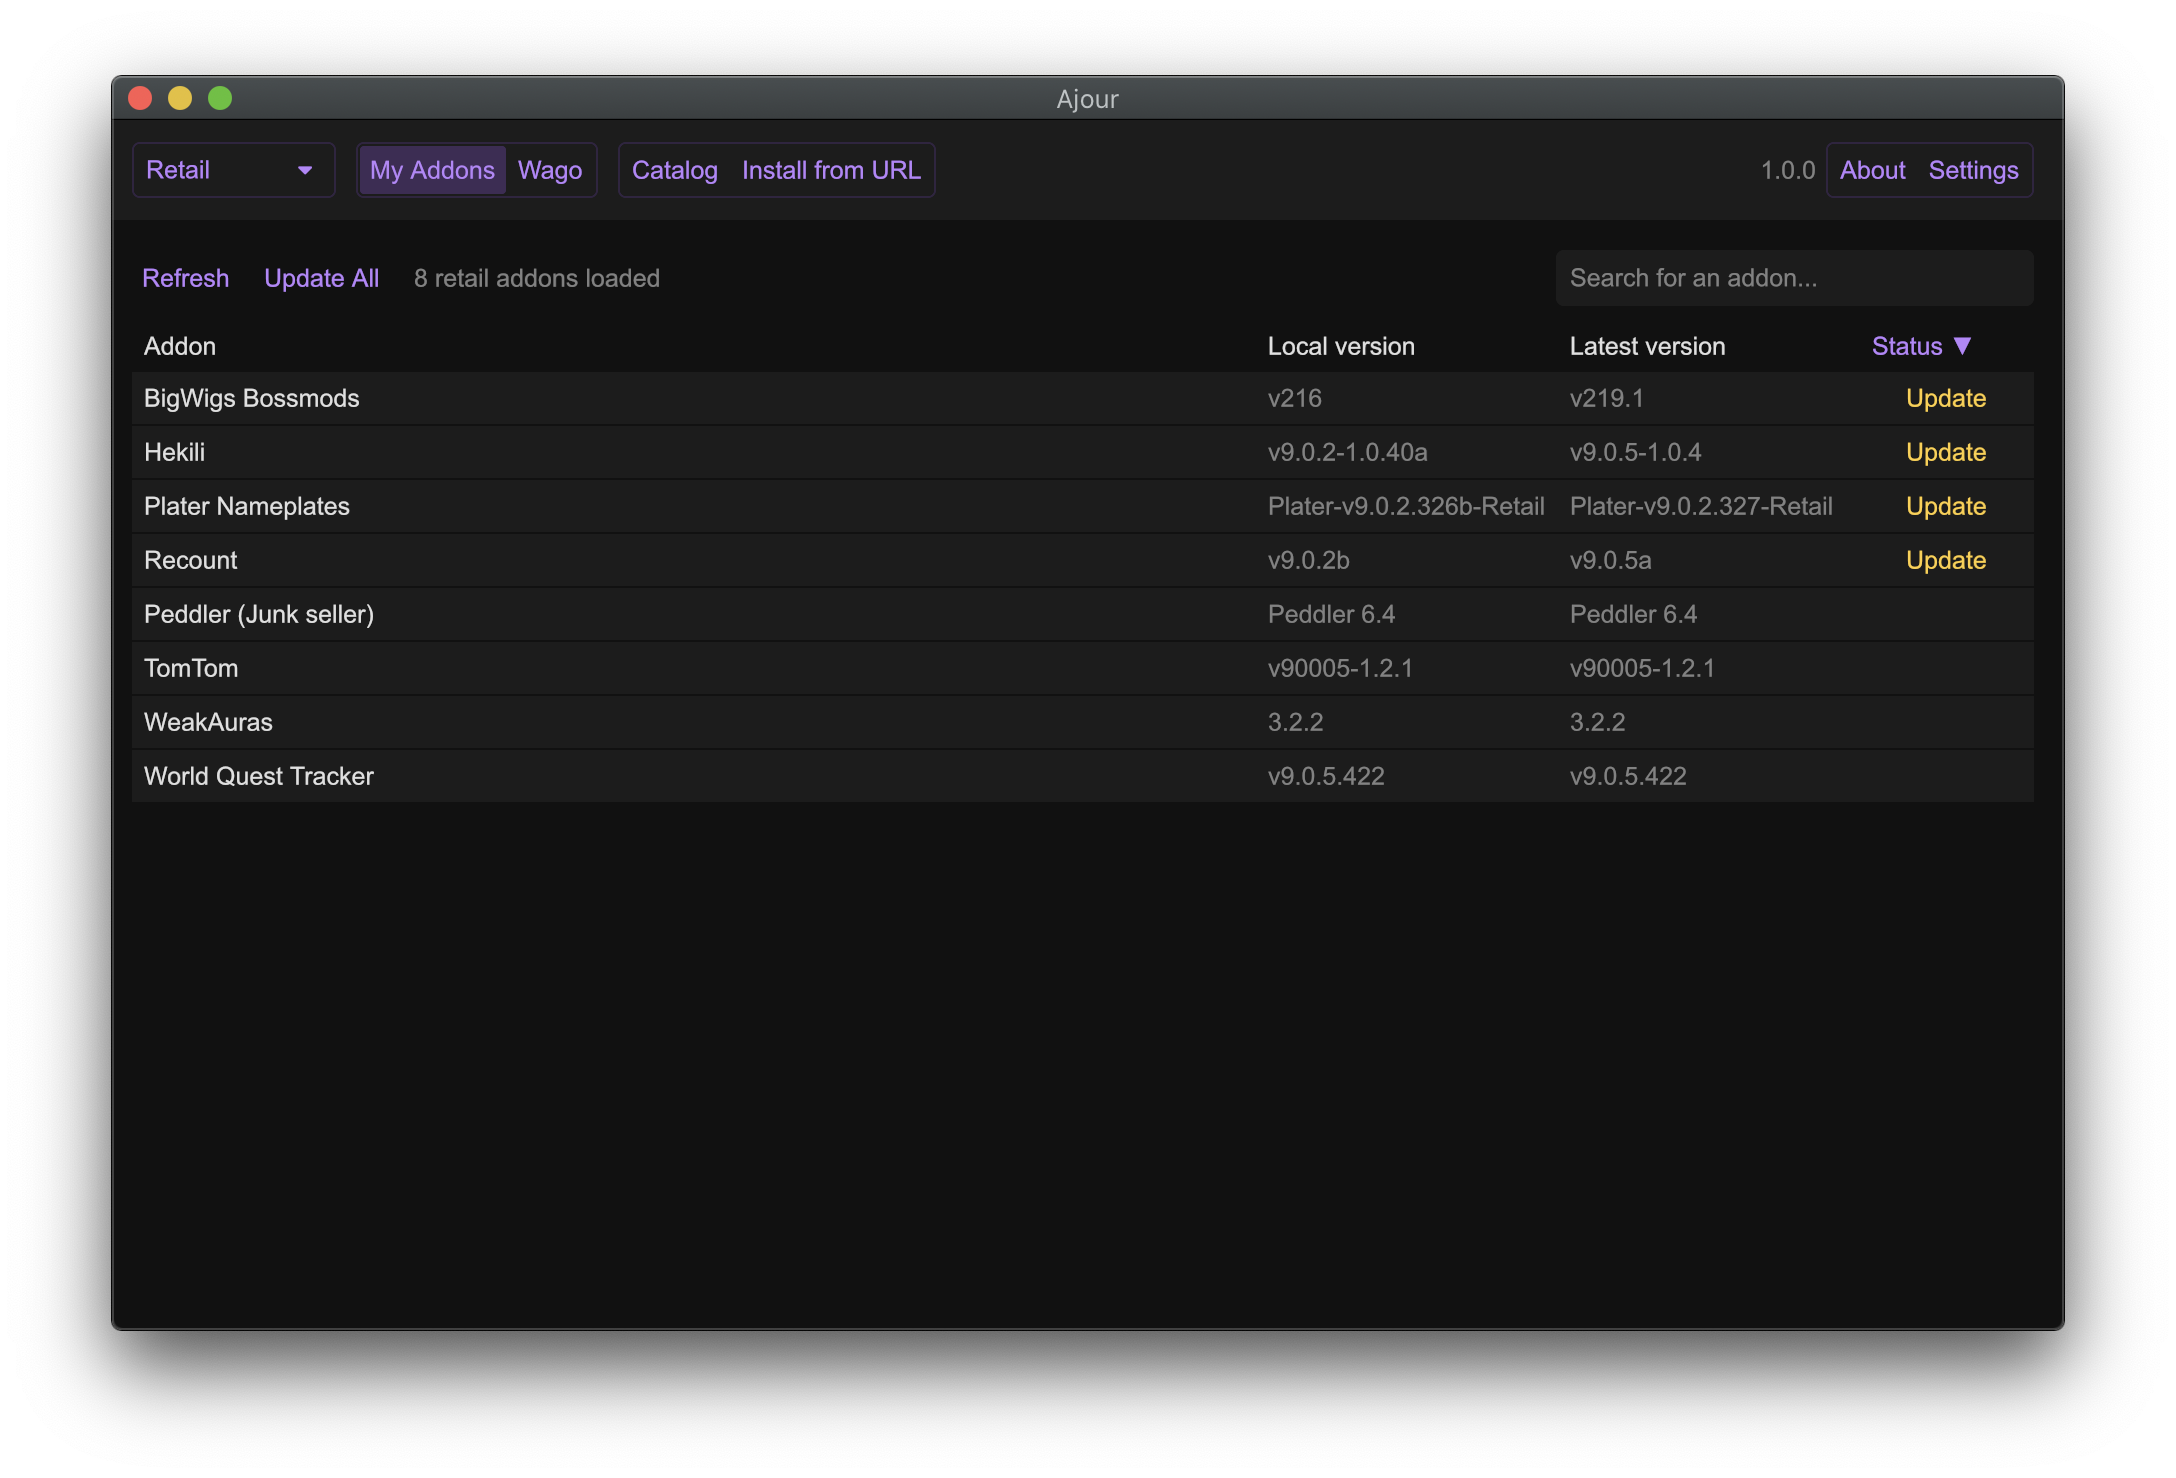 Ajour
Retail My Addons Wago Catalog Install from URL 1.0.0 About Settings
Refresh Update All 8 retail addons loaded Search for an addon...
Addon Local version Latest version Status ▼
BigWigs Bossmods v216 v219.1 Update
Hekili v9.0.2-1.0.40a v9.0.5-1.0.4 Update
Plater Nameplates Plater-v9.0.2.326b-Retail Plater-v9.0.2.327-Retail Update
Recount v9.0.2b v9.0.5a Update
Peddler (Junk seller) Peddler 6.4 Peddler 6.4
TomTom v90005-1.2.1 v90005-1.2.1
WeakAuras 3.2.2 3.2.2
World Quest Tracker v9.0.5.422 v9.0.5.422